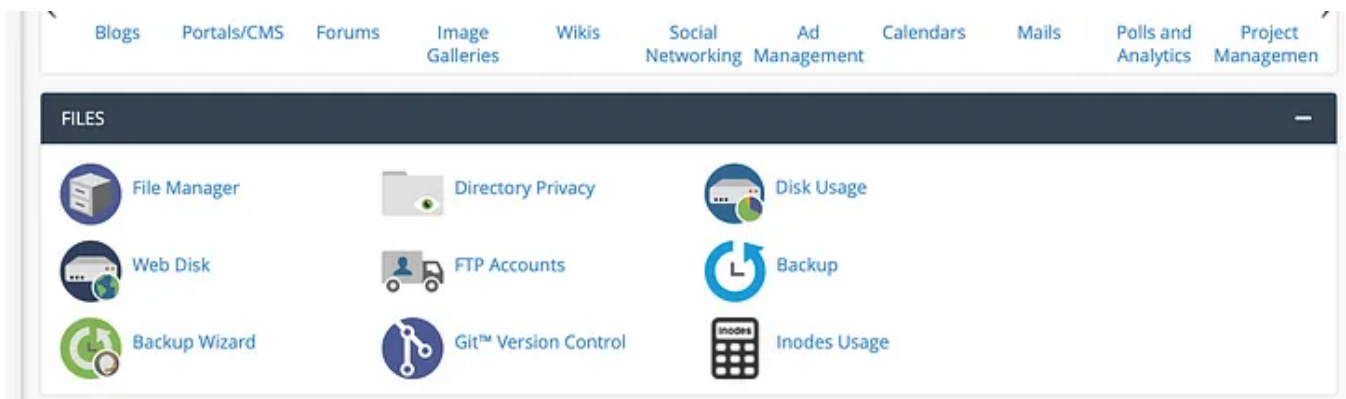 Blogs Portals/CMS Forums Image Wikis Social Ad Calendars Mails Polls and Project
Galleries Networking Management Analytics Managemen
FILES
File Manager Directory Privacy Disk Usage
Web Disk FTP Accounts Backup
Backup Wizard Git™ Version Control inodes Inodes Usage